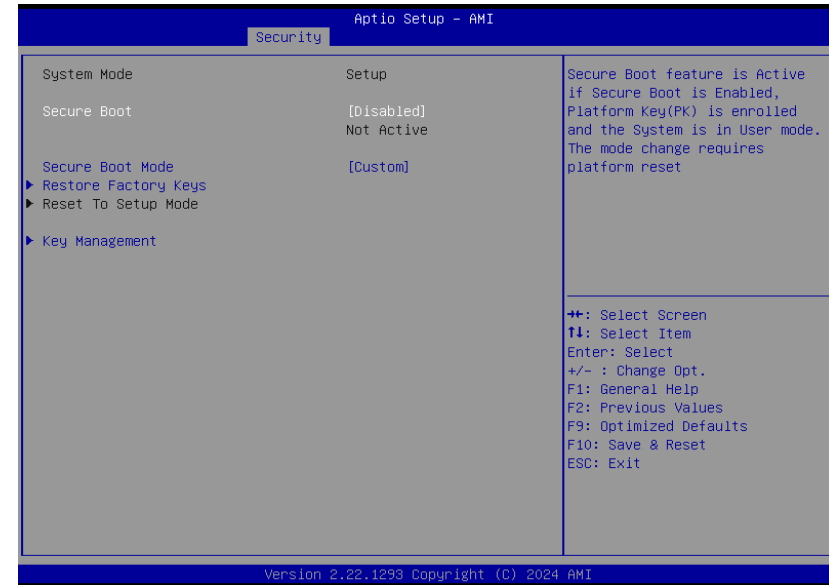 Aptio Setup – AMI
Security
System Mode Setup
Secure Boot [Disabled]
Not Active
Secure Boot Mode [Custom]
Restore Factory Keys
Reset To Setup Mode
Key Management
Secure Boot feature is Active
if Secure Boot is Enabled,
Platform Key(PK) is enrolled
and the System is in User mode.
The mode change requires
platform reset
→←: Select Screen
↑↓: Select Item
Enter: Select
+/– : Change Opt.
F1: General Help
F2: Previous Values
F9: Optimized Defaults
F10: Save & Reset
ESC: Exit
Version 2.22.1293 Copyright (C) 2024 AMI